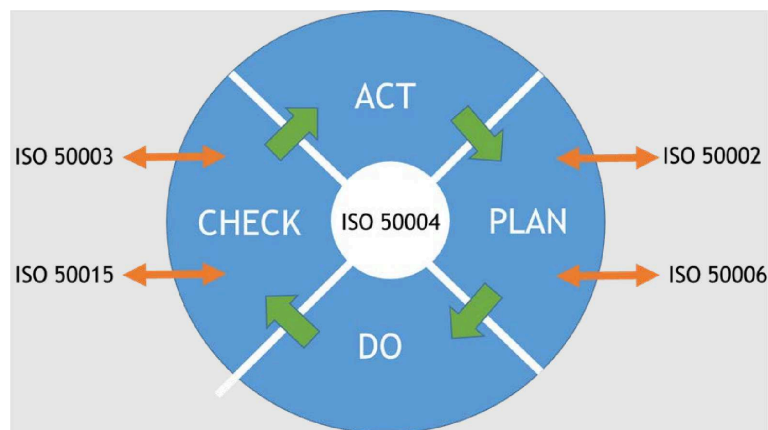 ACT
ISO 50003
ISO 50002
CHECK
ISO 50004
PLAN
ISO 50015
ISO 50006
DO